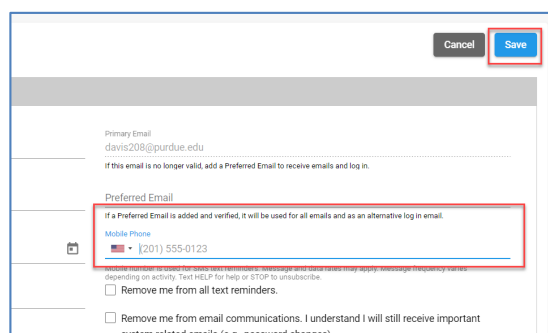 Cancel Save
Primary Email
davis208@purdue.edu
If this email is no longer valid, add a Preferred Email to receive emails and log in.
Preferred Email
If a Preferred Email is added and verified, it will be used for all emails and as an alternative log in email.
Mobile Phone
(201) 555-0123
Mobile number is used for SMS text reminders. Message and data rates may apply. Message frequency varies
depending on activity. Text HELP for help or STOP to unsubscribe.
Remove me from all text reminders.
Remove me from email communications. I understand I will still receive important
system related emails (e.g., password changes)